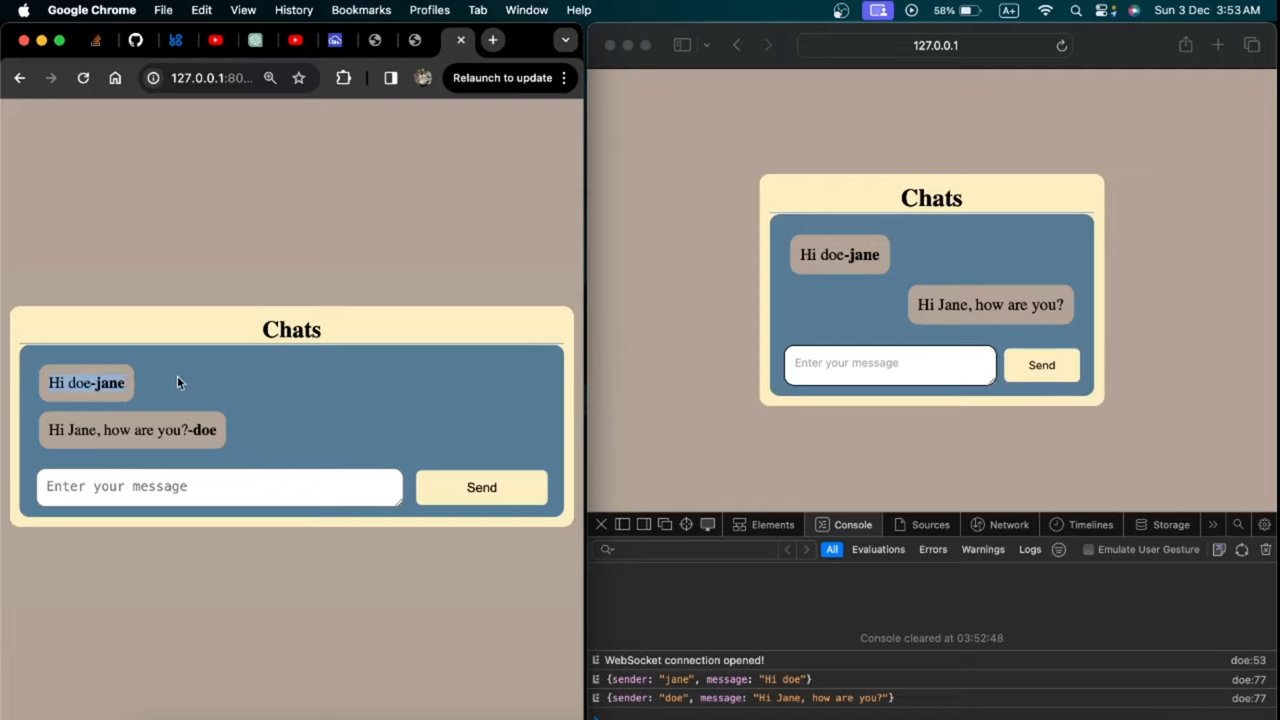 Google Chrome File Edit View History Bookmarks Profiles Tab Window Help
58% A+ Sun 3 Dec 3:53 AM
127.0.0.1:80... Relaunch to update
Chats
Hi doe-jane
Hi Jane, how are you?-doe
Enter your message Send
127.0.0.1
Chats
Hi doe-jane
Hi Jane, how are you?
Enter your message Send
Elements Console Sources Network Timelines Storage
All Evaluations Errors Warnings Logs Emulate User Gesture
Console cleared at 03:52:48
WebSocket connection opened! doe:53
{sender: "jane", message: "Hi doe"} doe:77
{sender: "doe", message: "Hi Jane, how are you?"} doe:77